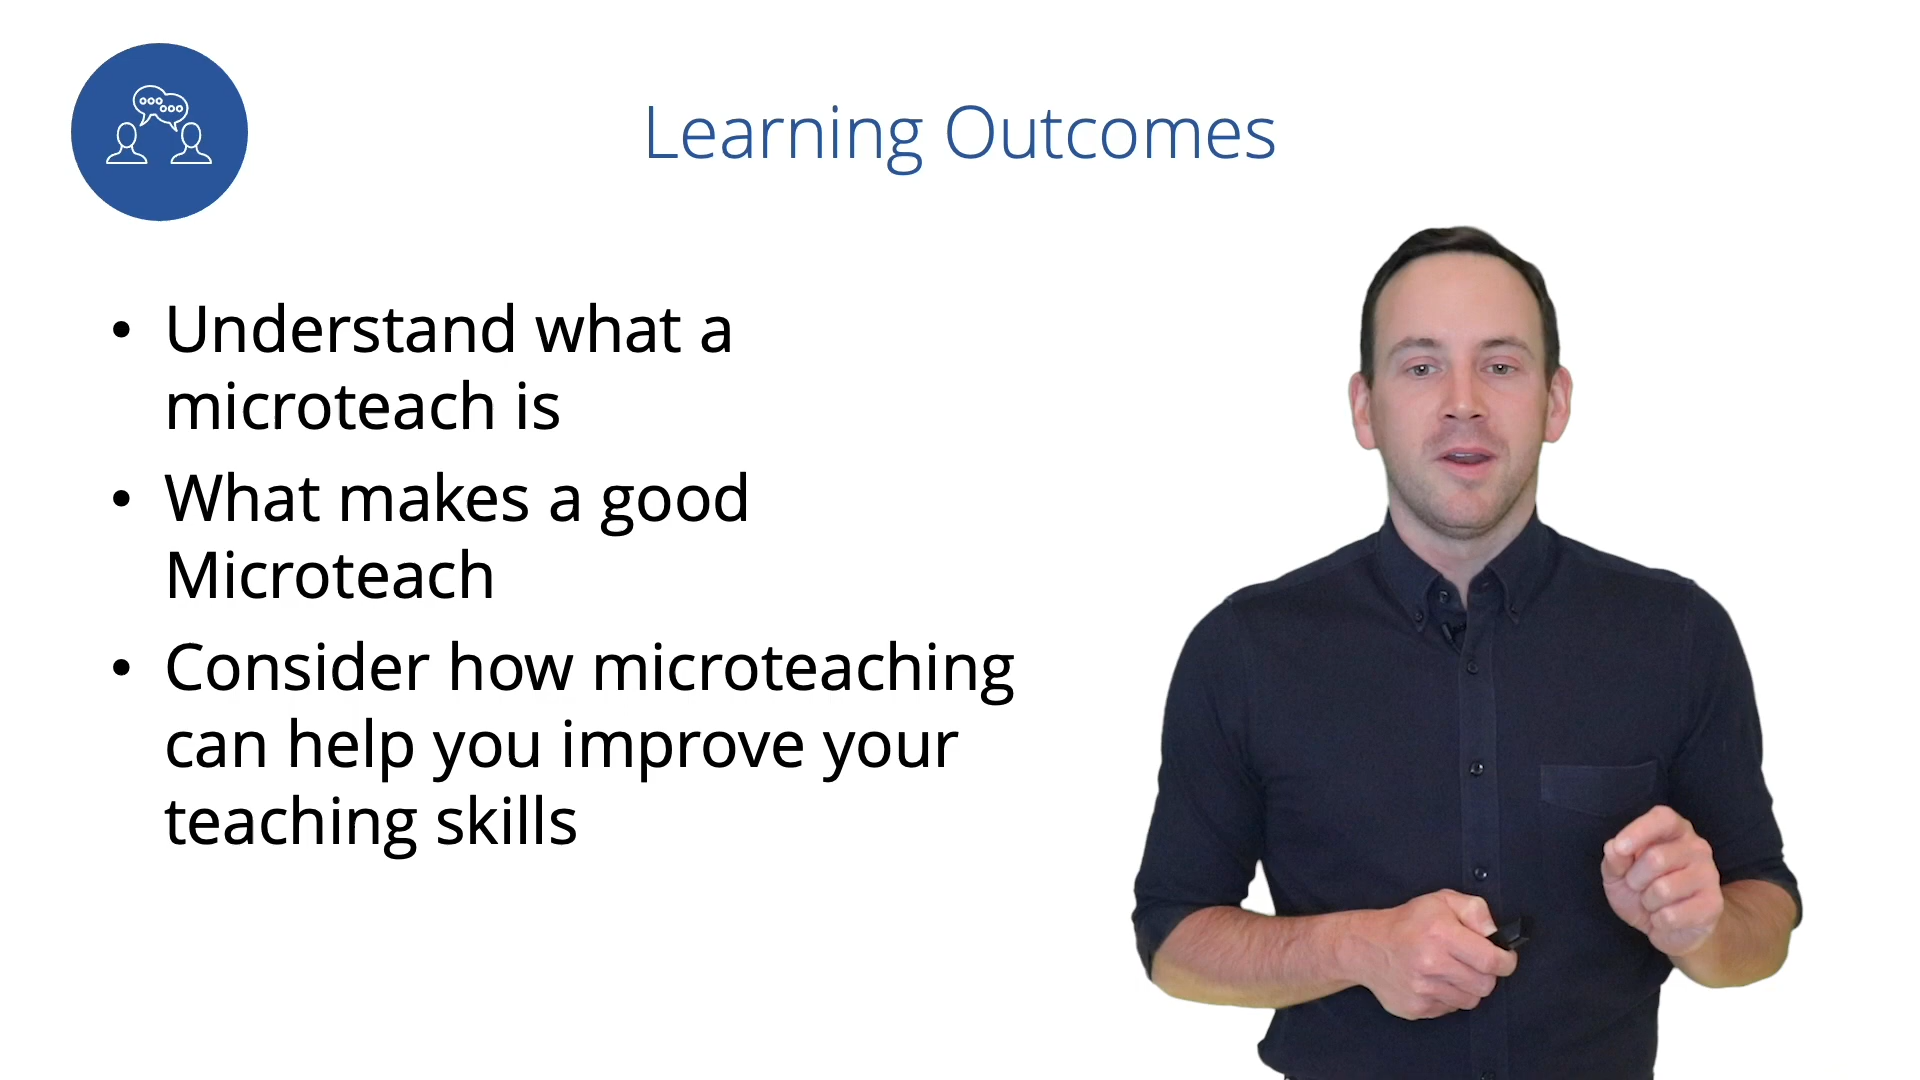 Learning Outcomes
• Understand what a
microteach is
• What makes a good
Microteach
• Consider how microteaching
can help you improve your
teaching skills